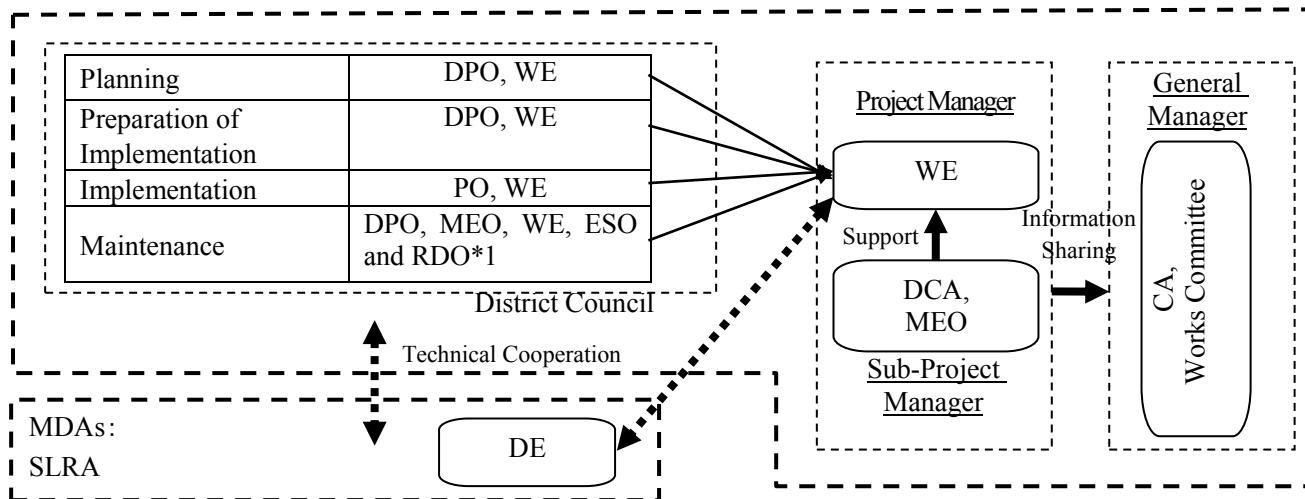 Planning
DPO, WE
Preparation of
Implementation
DPO, WE
Implementation
PO, WE
Maintenance
DPO, MEO, WE, ESO
and RDO*1
District Council
Technical Cooperation
MDAs:
SLRA
DE
Project Manager
WE
Support
DCA,
MEO
Sub-Project
Manager
Information
Sharing
General
Manager
CA,
Works Committee